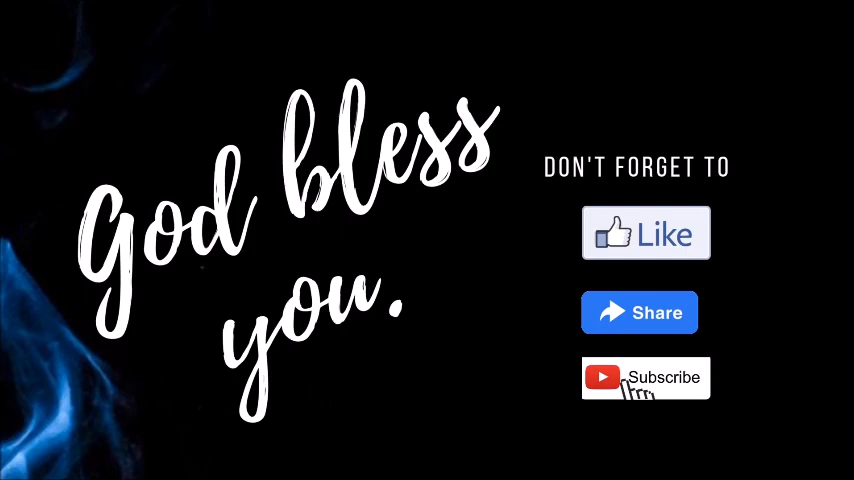 God bless
you.
DON'T FORGET TO
Like
Share
Subscribe